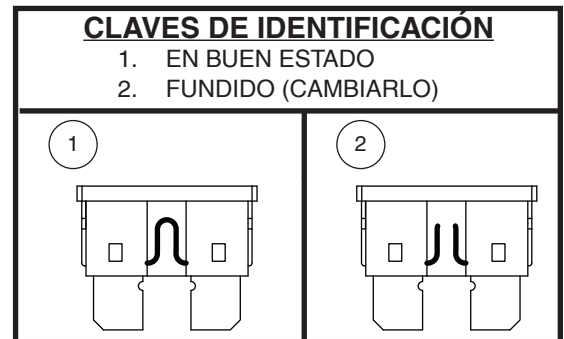 CLAVES DE IDENTIFICACIÓN
1. EN BUEN ESTADO
2. FUNDIDO (CAMBIARLO)
1
2